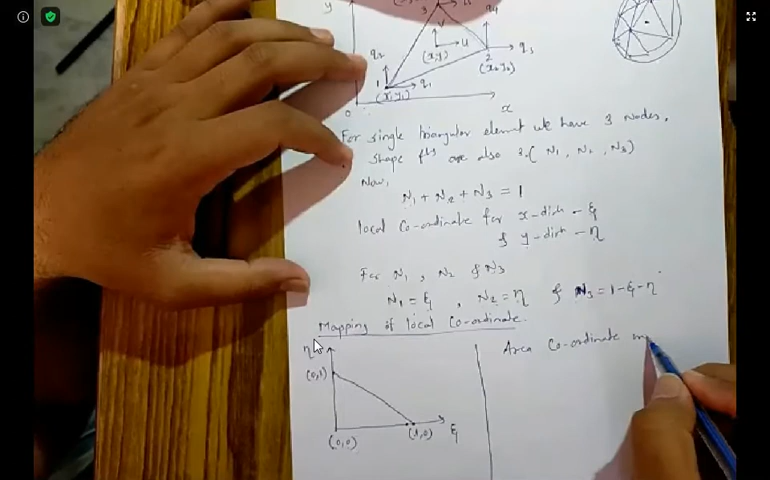 y
3
q4
v
q2
u
(x,y)
q3
2
(x2 y2)
1
q1
(x1 y1)
0
x
For single triangular element we have 3 Nodes.
Shape fns are also 3. ( N1, N2, N3)
Now,
N1 + N2 + N3 = 1
local Co-ordinate for x-dirn - ξ
& y-dirn - η
For N1, N2 & N3
N1 = ξ , N2 = η & N3 = 1-ξ-η
Mapping of local Co-ordinate.
Area Co-ordinate
η
(0,1)
(0,0)
(1,0)
ξ